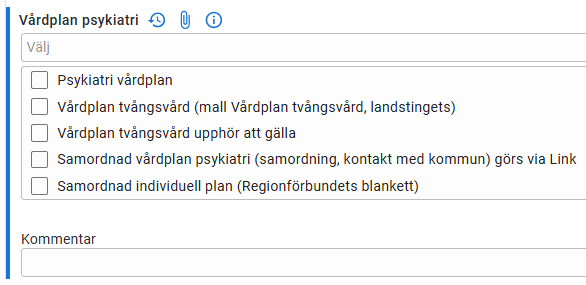 Vårdplan psykiatri
Välj
Psykiatri vårdplan
Vårdplan tvångsvård (mall Vårdplan tvångsvård, landstingets)
Vårdplan tvångsvård upphör att gälla
Samordnad vårdplan psykiatri (samordning, kontakt med kommun) görs via Link
Samordnad individuell plan (Regionförbundets blankett)
Kommentar